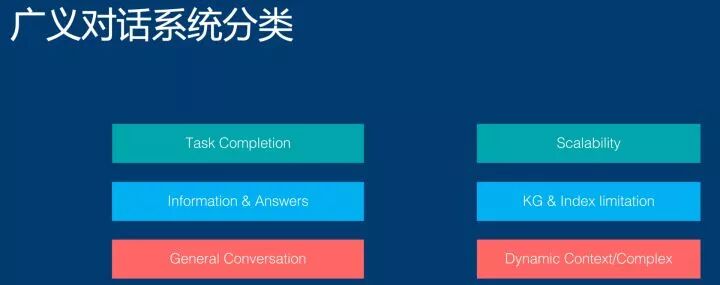 广义对话系统分类
Task Completion
Scalability
Information & Answers
KG & Index limitation
General Conversation
Dynamic Context/Complex